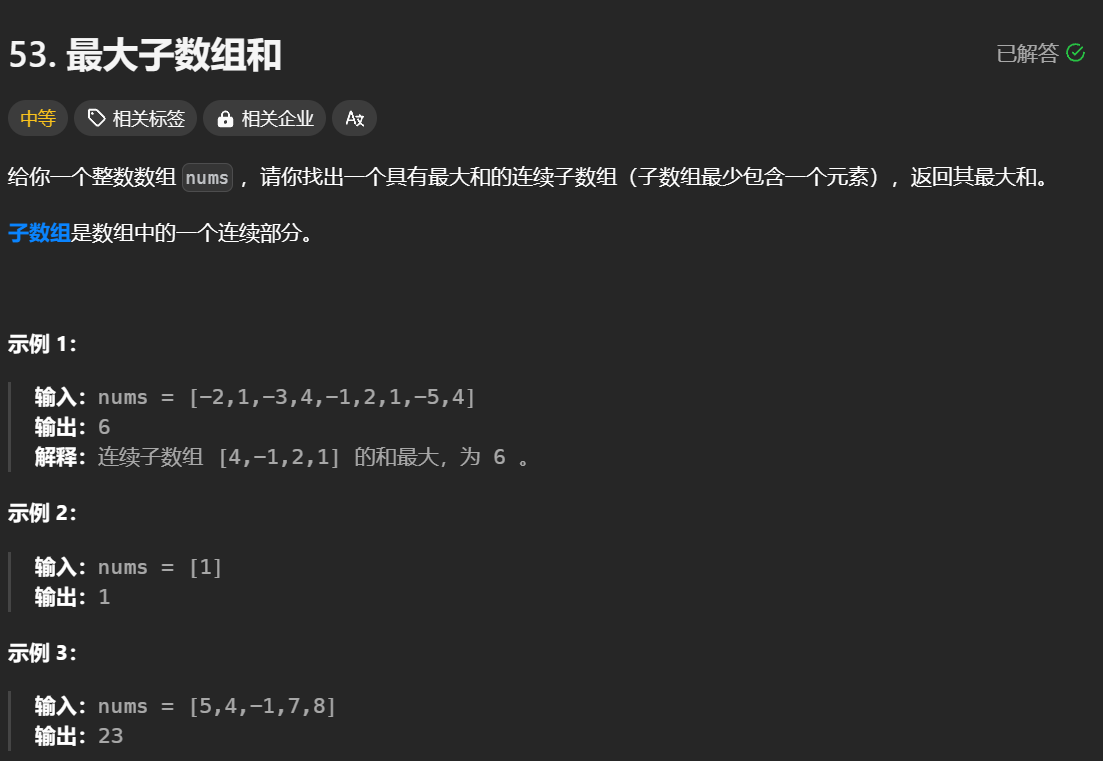 53. 最大子数组和
已解答
中等 相关标签 相关企业
给你一个整数数组 nums ，请你找出一个具有最大和的连续子数组（子数组最少包含一个元素），返回其最大和。
子数组是数组中的一个连续部分。
示例 1：
输入：nums = [-2,1,-3,4,-1,2,1,-5,4]
输出：6
解释：连续子数组 [4,-1,2,1] 的和最大，为 6 。
示例 2：
输入：nums = [1]
输出：1
示例 3：
输入：nums = [5,4,-1,7,8]
输出：23